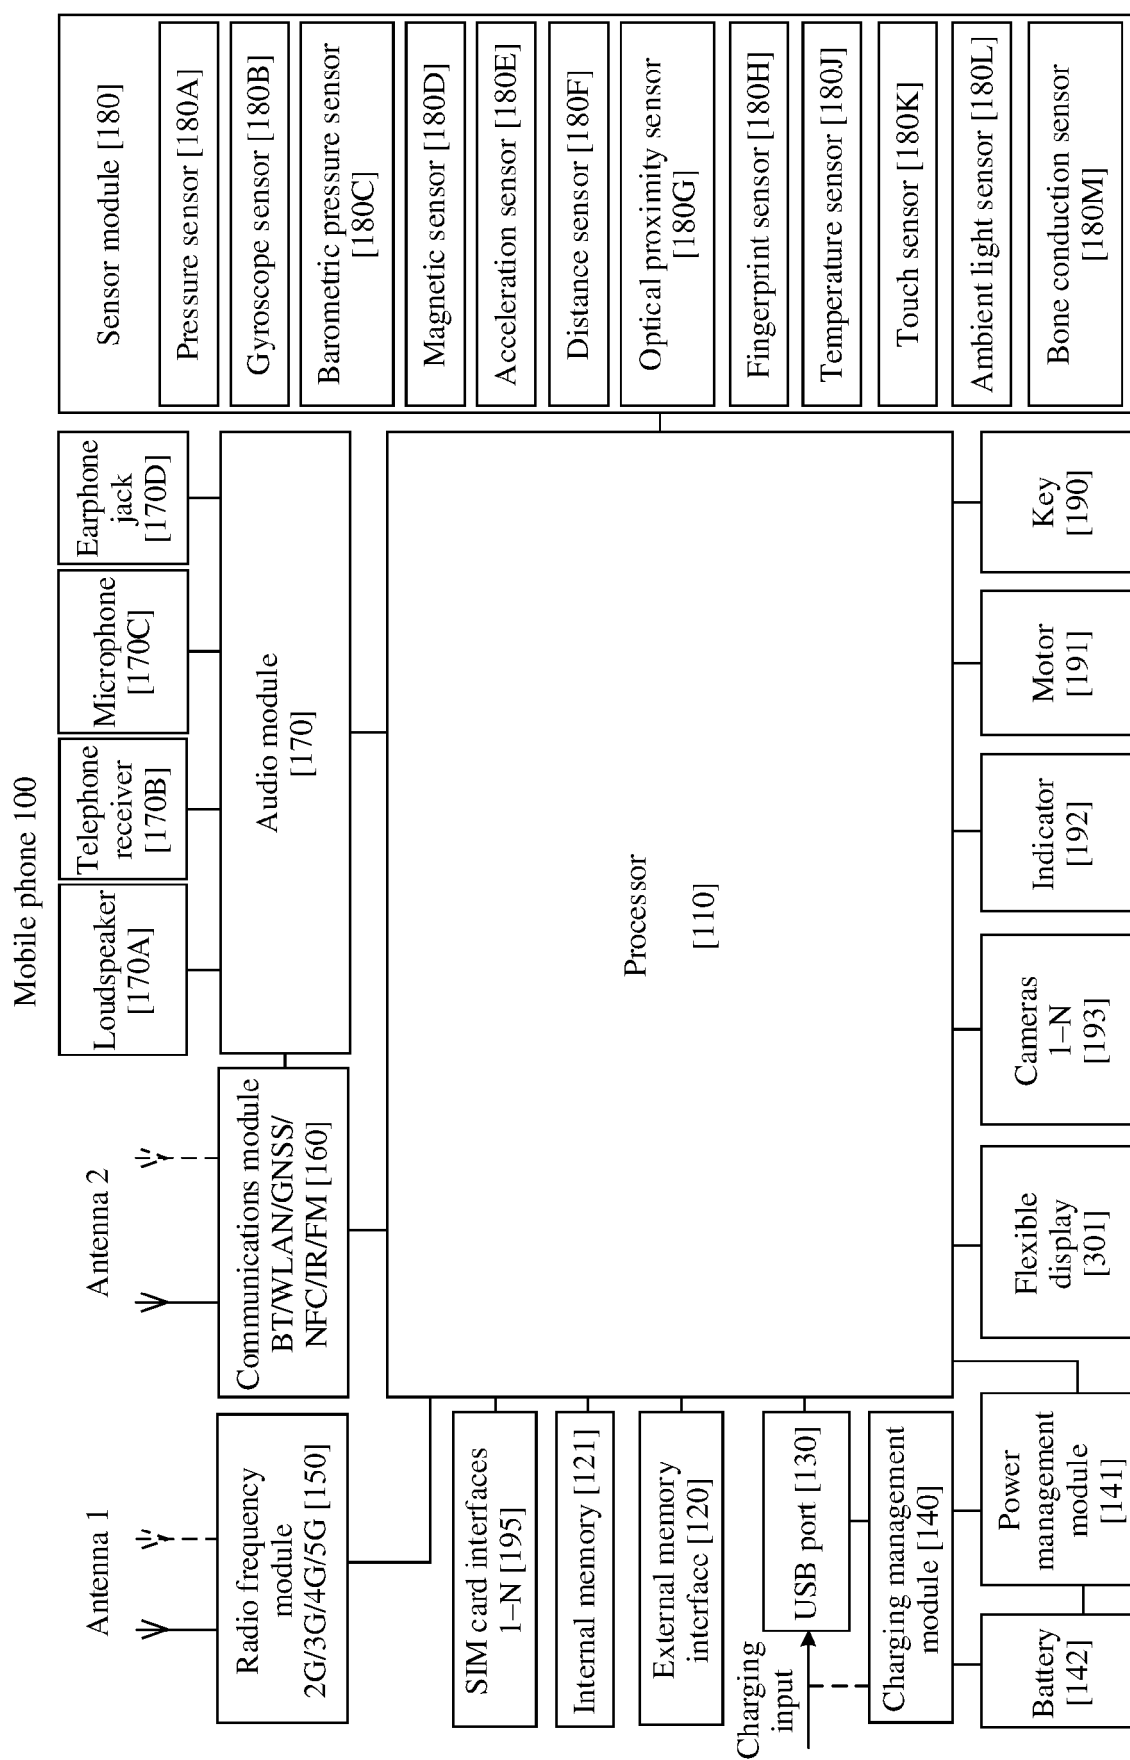 Mobile phone 100
Antenna 1
Antenna 2
Radio frequency
module
2G/3G/4G/5G [150]
Communications module
BT/WLAN/GNSS/
NFC/IR/FM [160]
Loudspeaker
[170A]
Telephone
receiver
[170B]
Microphone
[170C]
Earphone
jack
[170D]
Audio module
[170]
Sensor module [180]
Pressure sensor [180A]
Gyroscope sensor [180B]
Barometric pressure sensor
[180C]
Magnetic sensor [180D]
Acceleration sensor [180E]
Distance sensor [180F]
Optical proximity sensor
[180G]
Fingerprint sensor [180H]
Temperature sensor [180J]
Touch sensor [180K]
Ambient light sensor [180L]
Bone conduction sensor
[180M]
SIM card interfaces
1–N [195]
Internal memory [121]
External memory
interface [120]
Charging
input
USB port [130]
Charging management
module [140]
Battery
[142]
Power
management
module
[141]
Processor
[110]
Flexible
display
[301]
Cameras
1–N
[193]
Indicator
[192]
Motor
[191]
Key
[190]